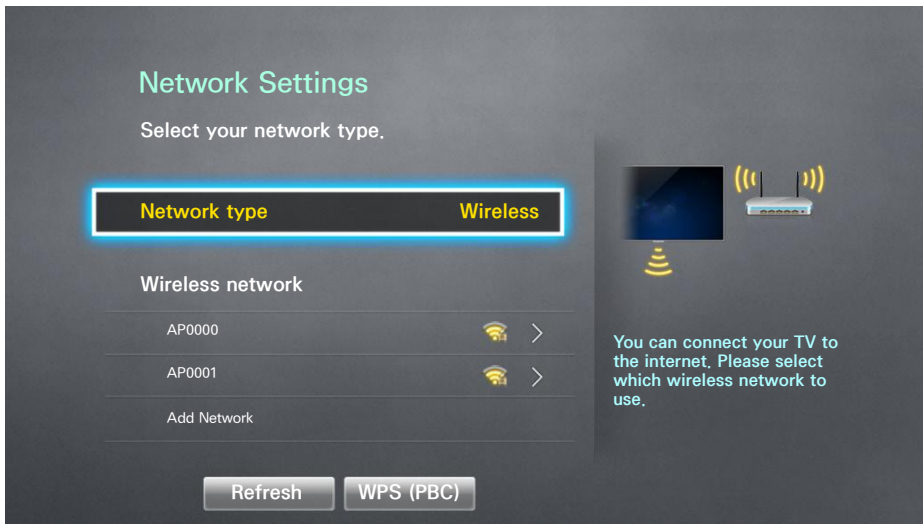 Network Settings
Select your network type.
Network type Wireless
Wireless network
AP0000
AP0001
Add Network
You can connect your TV to
the internet. Please select
which wireless network to
use.
Refresh WPS (PBC)